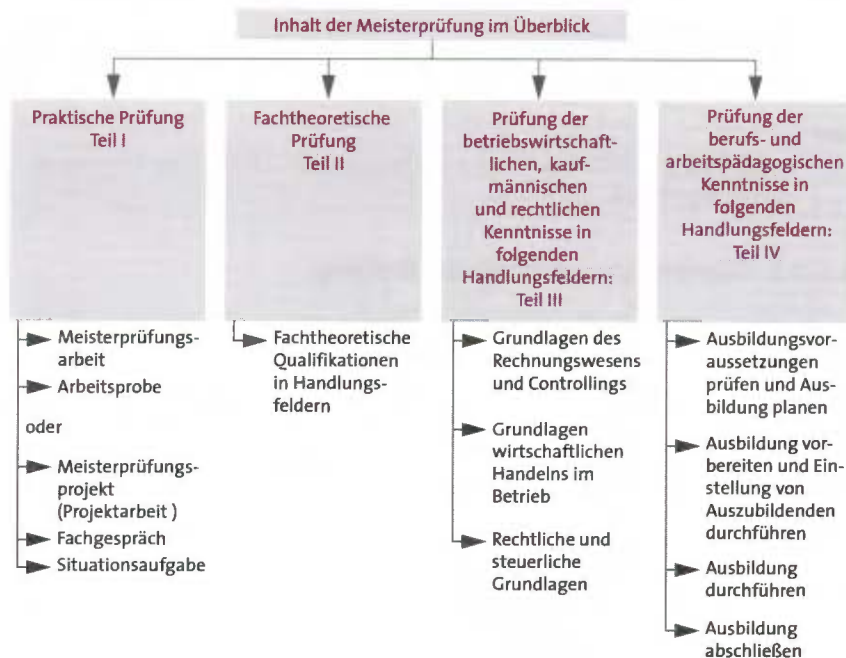 Inhalt der Meisterprüfung im Überblick
Praktische Prüfung
Teil I
Meisterprüfungs-
arbeit
Arbeitsprobe
oder
Meisterprüfungs-
projekt
(Projektarbeit )
Fachgespräch
Situationsaufgabe
Fachtheoretische
Prüfung
Teil II
Fachtheoretische
Qualifikationen
in Handlungs-
feldern
Prüfung der
betriebswirtschaft-
lichen, kauf-
männischen
und rechtlichen
Kenntnisse in
folgenden
Handlungsfeldern:
Teil III
Grundlagen des
Rechnungswesens
und Controllings
Grundlagen
wirtschaftlichen
Handelns im
Betrieb
Rechtliche und
steuerliche
Grundlagen
Prüfung der
berufs- und
arbeitspädagogischen
Kenntnisse in
folgenden
Handlungsfeldern:
Teil IV
Ausbildungsvor-
aussetzungen
prüfen und Aus-
bildung planen
Ausbildung vor-
bereiten und Ein-
stellung von
Auszubildenden
durchführen
Ausbildung
durchführen
Ausbildung
abschließen